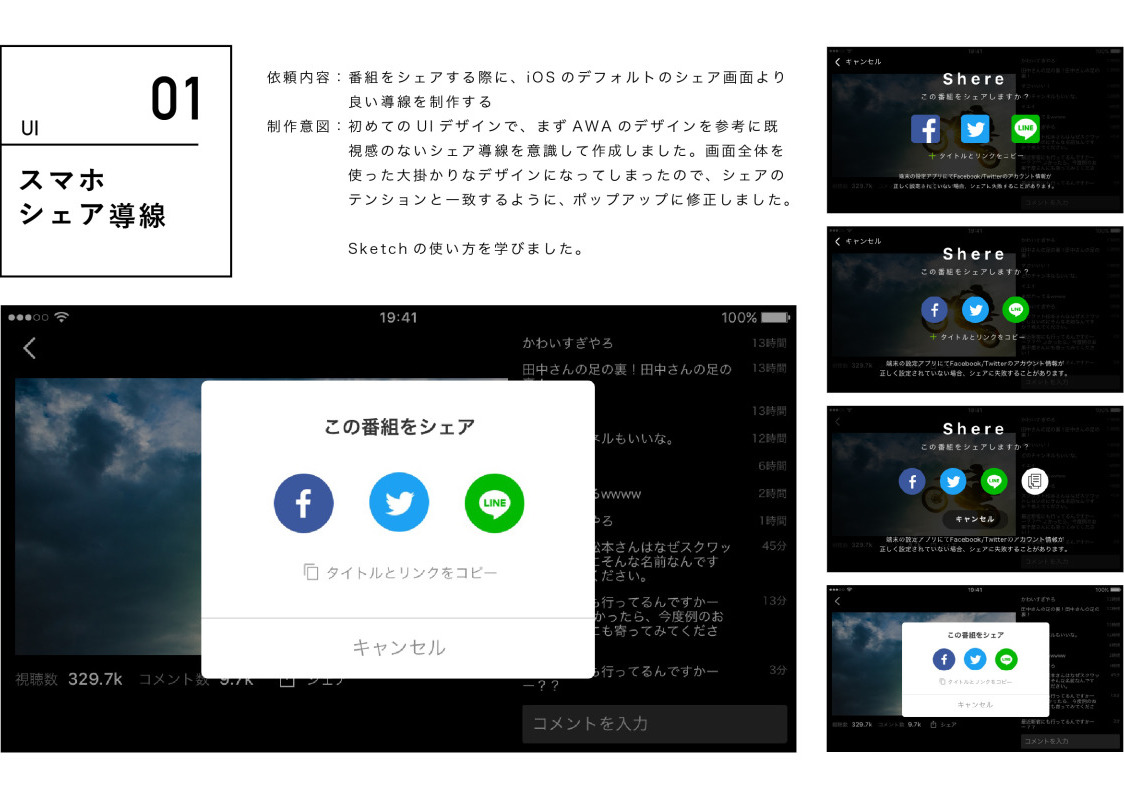 01
UI
スマホ
シェア導線
依頼内容：番組をシェアする際に、iOSのデフォルトのシェア画面より
良い導線を制作する
制作意図：初めてのUIデザインで、まずAWAのデザインを参考に既
視感のないシェア導線を意識して作成しました。画面全体を
使った大掛かりなデザインになってしまったので、シェアの
テンションと一致するように、ポップアップに修正しました。
Sketchの使い方を学びました。
19:41
100%
かわいすぎやろ 13時間
田中さんの足の裏！田中さんの足の 13時間
13時間
ネルもいいな。 12時間
6時間
wwww 2時間
やろ 1時間
松本さんはなぜスクワッ 45分
こそんな名前なんです
ください。
行ってるんですかー 13分
かったら、今度例のお
にも寄ってみてくださ
行ってるんですかー 3分
ー？？
コメントを入力
この番組をシェア
f
LINE
タイトルとリンクをコピー
キャンセル
視聴数 329.7k コメント数 9.7k シェア
キャンセル
Shere
この番組をシェアしますか？
f
LINE
タイトルとリンクをコピー
端末の設定アプリにてFacebook/Twitterのアカウント情報が
正しく設定されていない場合、シェアに失敗することがあります。
キャンセル
Shere
この番組をシェアしますか？
f
LINE
タイトルとリンクをコピー
端末の設定アプリにてFacebook/Twitterのアカウント情報が
正しく設定されていない場合、シェアに失敗することがあります。
Shere
この番組をシェアしますか？
f
LINE
キャンセル
端末の設定アプリにてFacebook/Twitterのアカウント情報が
正しく設定されていない場合、シェアに失敗することがあります。
19:41
100%
かわいすぎやろ
田中さんの足の裏！田中さんの足の
この番組をシェア
f
LINE
タイトルとリンクをコピー
キャンセル
視聴数 329.7k コメント数 9.7k シェア
コメントを入力